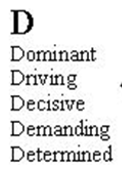 D
Dominant
Driving
Decisive
Demanding
Determined